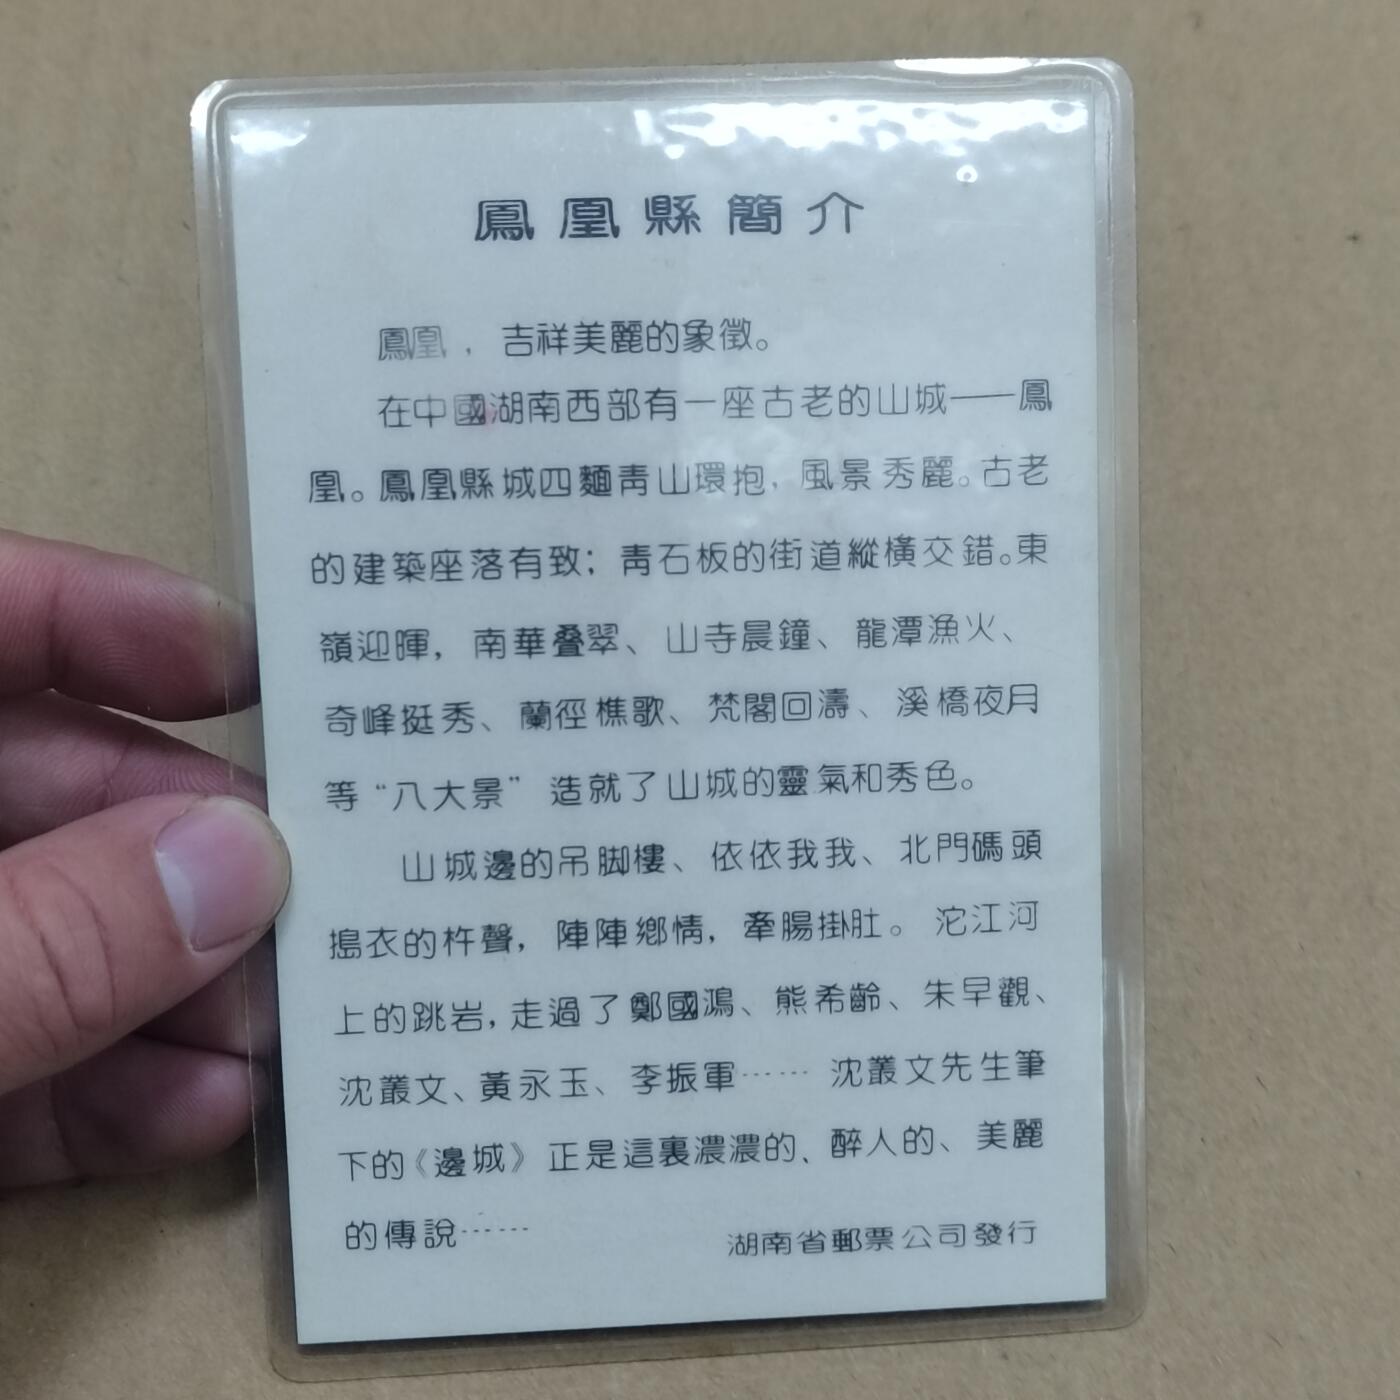 鳳凰縣簡介
鳳凰，吉祥美麗的象徵。
在中國湖南西部有一座古老的山城——鳳
凰。鳳凰縣城四麵青山環抱，風景秀麗。古老
的建築座落有致；青石板的街道縱橫交錯。東
嶺迎暉，南華叠翠、山寺晨鐘、龍潭漁火、
奇峰挺秀、蘭徑樵歌、梵閣回濤、溪橋夜月
等“八大景”造就了山城的靈氣和秀色。
山城邊的吊脚樓、依依我我、北門碼頭
搗衣的杵聲，陣陣鄉情，牽腸掛肚。沱江河
上的跳岩，走過了鄭國鴻、熊希齡、朱早觀、
沈叢文、黃永玉、李振軍…… 沈叢文先生筆
下的《邊城》正是這裏濃濃的、醉人的、美麗
的傳說……
湖南省郵票公司發行